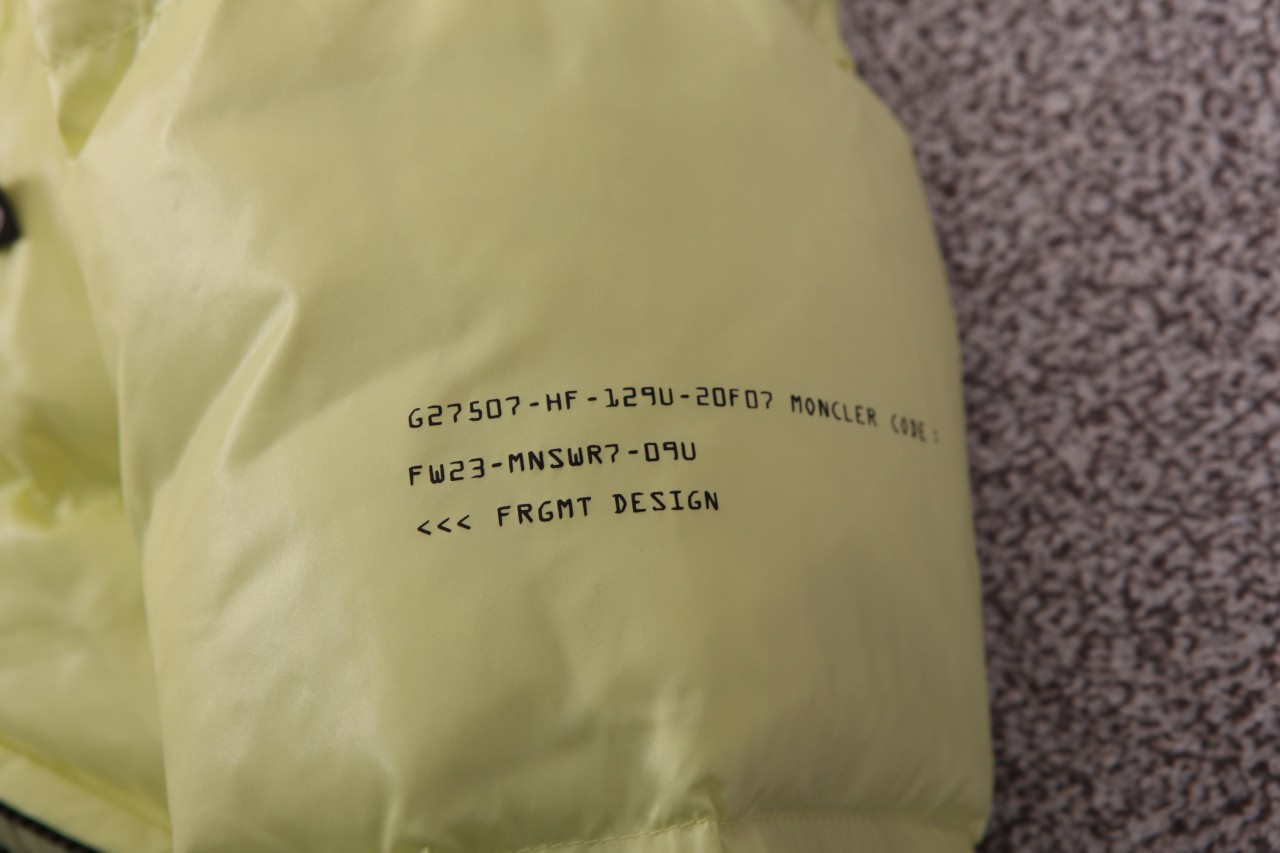 G27507-HF-129U-20F07 MONCLER CODE:
FW23-MNSWR7-09U
<<< FRGMT DESIGN